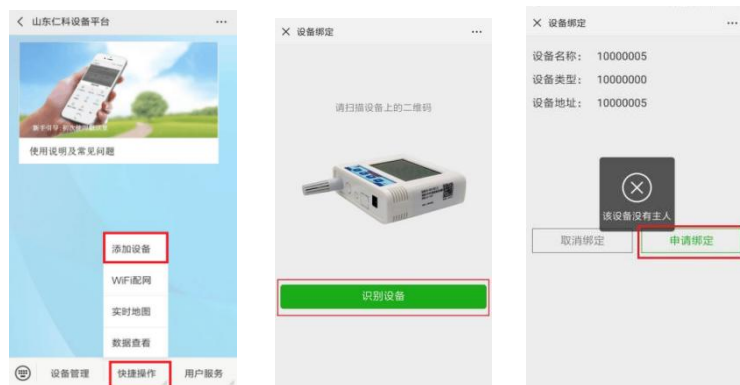 山东仁科设备平台
使用说明及常见问题
添加设备
WiFi配网
实时地图
数据查看
设备管理
快捷操作
用户服务
设备绑定
请扫描设备上的二维码
识别设备
设备绑定
设备名称： 10000005
设备类型： 10000000
设备地址： 10000005
该设备没有主人
取消绑定
申请绑定